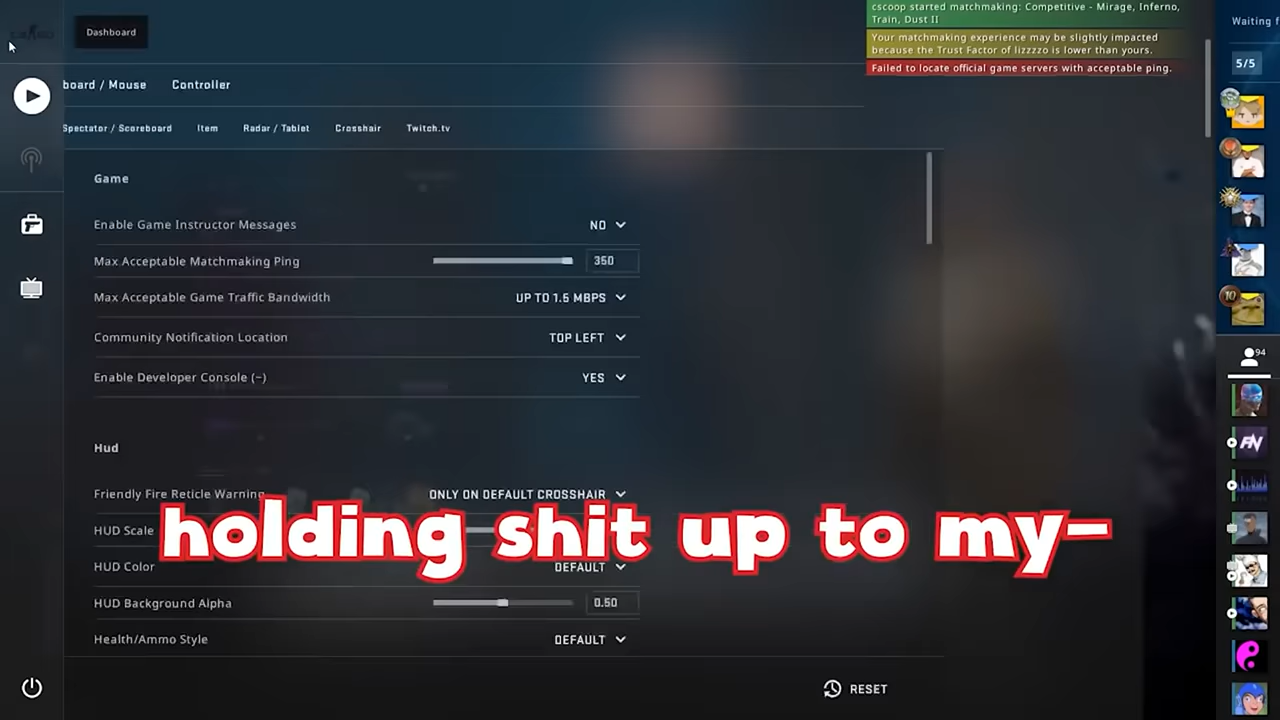 cscoop started matchmaking: Competitive - Mirage, Inferno,
Train, Dust II
Your matchmaking experience may be slightly impacted
because the Trust Factor of lizzzzo is lower than yours.
Failed to locate official game servers with acceptable ping.
Waiting f
5/5
Dashboard
board / Mouse Controller
Spectator / Scoreboard Item Radar / Tablet Crosshair Twitch.tv
Game
Enable Game Instructor Messages NO
Max Acceptable Matchmaking Ping 350
Max Acceptable Game Traffic Bandwidth UP TO 1.5 MBPS
Community Notification Location TOP LEFT
Enable Developer Console (~) YES
Hud
Friendly Fire Reticle Warning ONLY ON DEFAULT CROSSHAIR
HUD Scale
holding shit up to my–
HUD Color DEFAULT
HUD Background Alpha 0.50
Health/Ammo Style DEFAULT
RESET
10
94